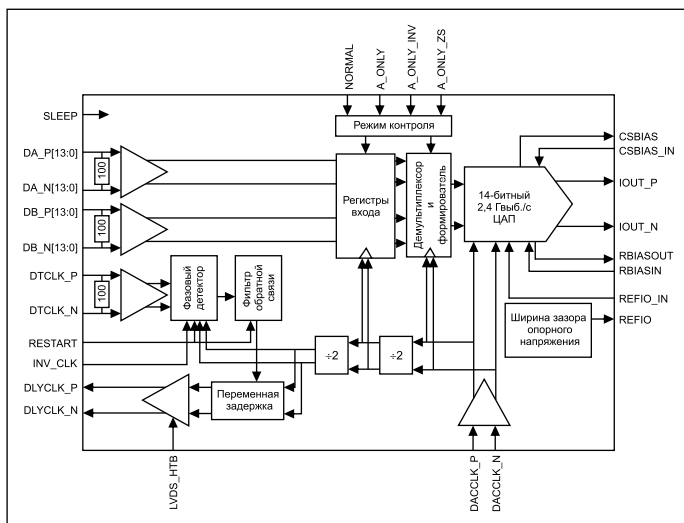 NORMAL
A_ONLY
A_ONLY_INV
A_ONLY_ZS
SLEEP
Режим контроля
DA_P[13:0]
100
DA_N[13:0]
DB_P[13:0]
100
DB_N[13:0]
Регистры
входа
Демультиплексор
и
формирователь
14-битный
2,4 Гвыб./с
ЦАП
CSBIAS
CSBIAS_IN
IOUT_P
IOUT_N
RBIASOUT
RBIASIN
REFIO_IN
REFIO
DTCLK_P
100
DTCLK_N
Фазовый
детектор
Фильтр
обратной
связи
Ширина зазора
опорного
напряжения
RESTART
INV_CLK
÷2
÷2
DLYCLK_P
DLYCLK_N
Переменная
задержка
LVDS_HTB
DACCLK_P
DACCLK_N